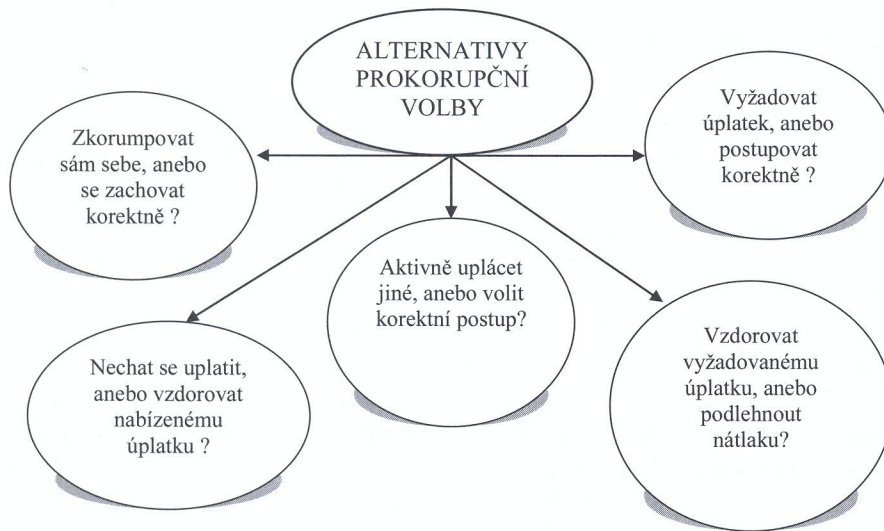 ALTERNATIVY
PROKORUPČNÍ
VOLBY
Zkorumpovat
sám sebe, anebo
se zachovat
korektně ?
Vyžadovat
úplatek, anebo
postupovat
korektně ?
Aktivně uplácet
jiné, anebo volit
korektní postup?
Nechat se uplatit,
anebo vzdorovat
nabízenému
úplatku ?
Vzdorovat
vyžadovanému
úplatku, anebo
podlehnout
nátlaku?